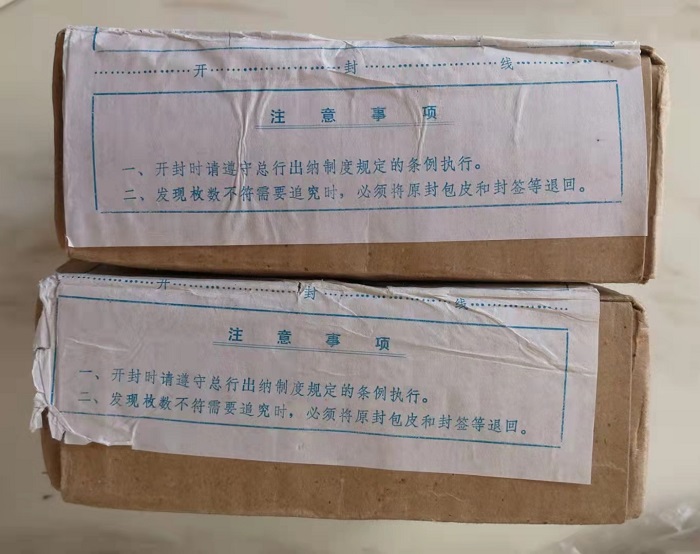 开封线
注意事项
一、开封时请遵守总行出纳制度规定的条例执行。
二、发现枚数不符需要追究时，必须将原封包皮和封签等退回。
开封线
注意事项
一、开封时请遵守总行出纳制度规定的条例执行。
二、发现枚数不符需要追究时，必须将原封包皮和封签等退回。